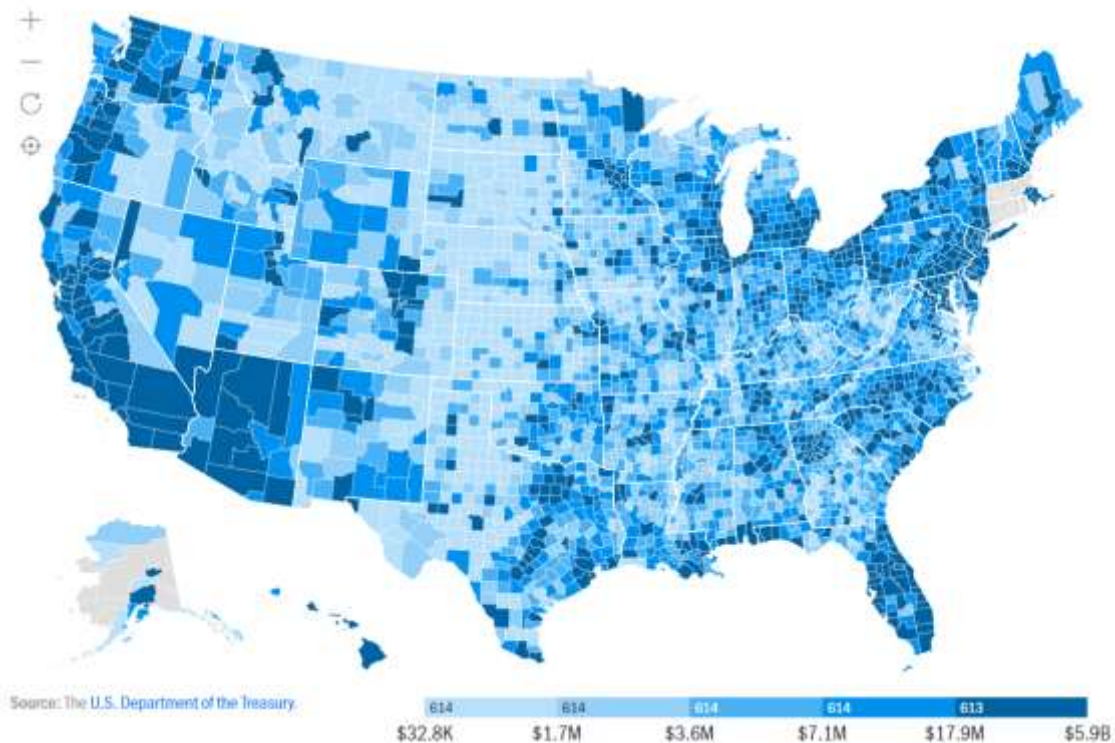 Source: The U.S. Department of the Treasury.
614 614 614 614 613
$32.8K $1.7M $3.6M $7.1M $17.9M $5.9B